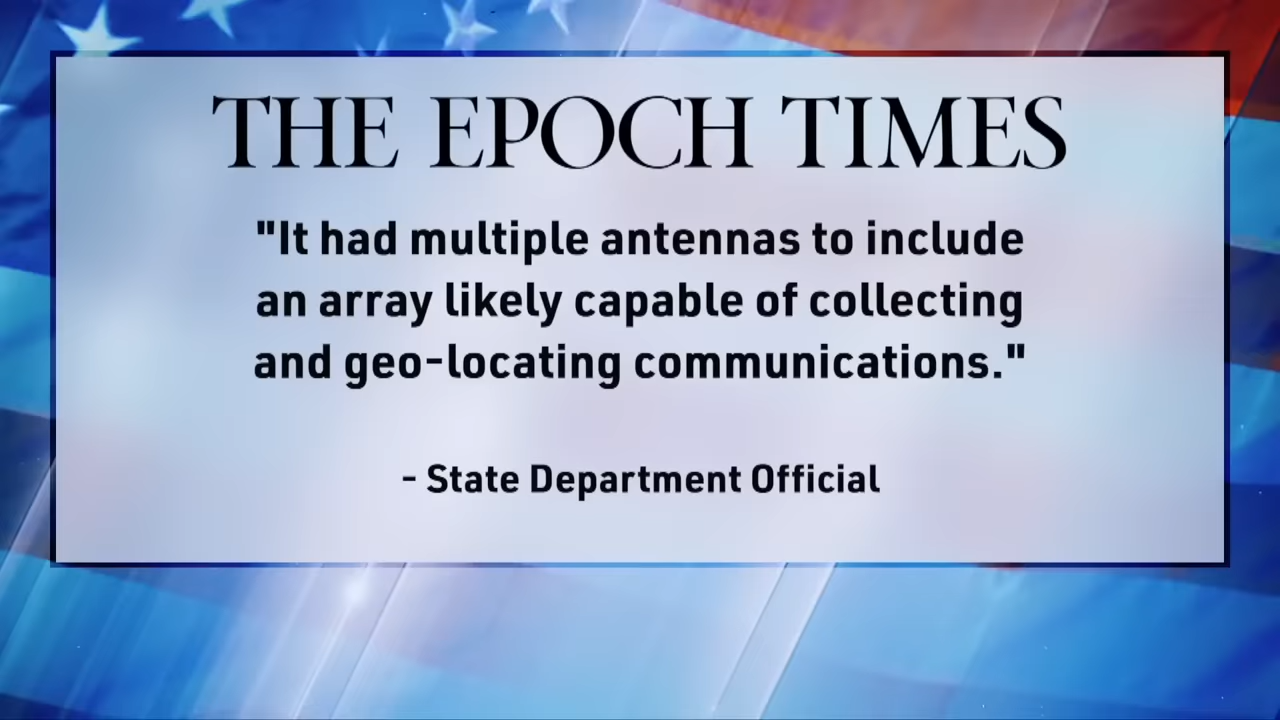 THE EPOCH TIMES
"It had multiple antennas to include
an array likely capable of collecting
and geo-locating communications."
- State Department Official